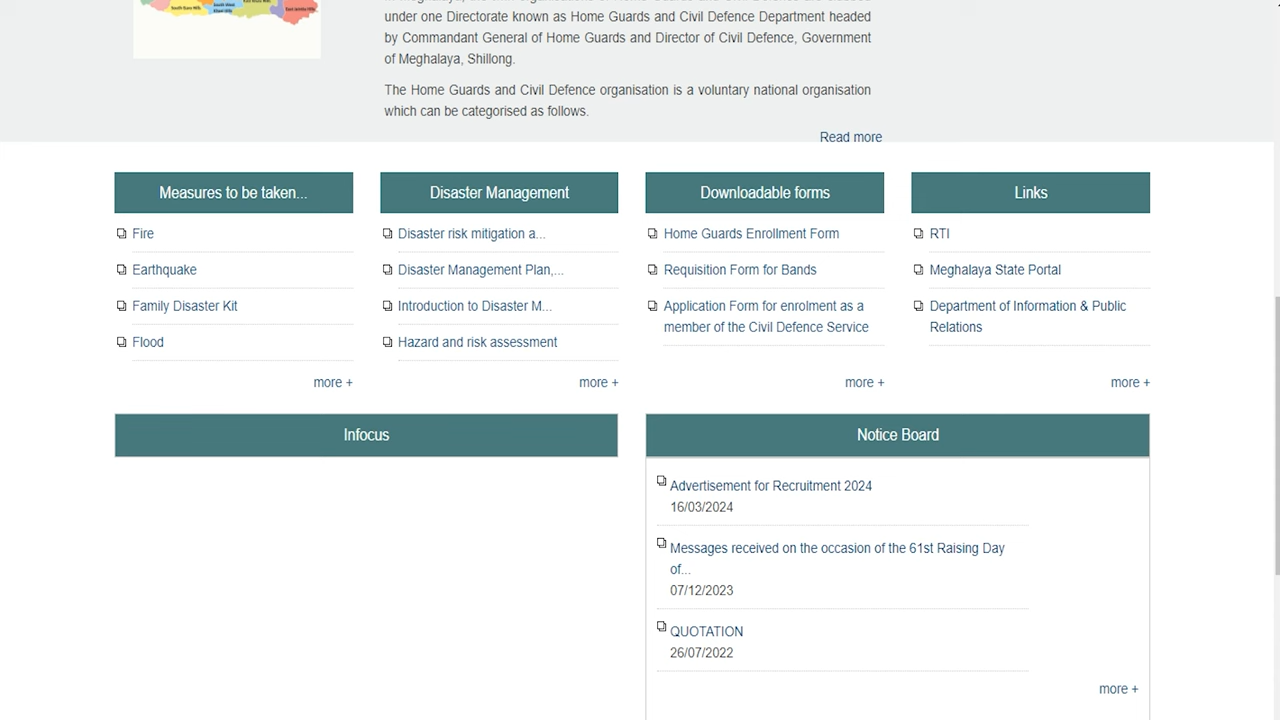 under one Directorate known as Home Guards and Civil Defence Department headed
by Commandant General of Home Guards and Director of Civil Defence, Government
of Meghalaya, Shillong.
The Home Guards and Civil Defence organisation is a voluntary national organisation
which can be categorised as follows.
Read more
Measures to be taken...
Fire
Earthquake
Family Disaster Kit
Flood
more +
Disaster Management
Disaster risk mitigation a...
Disaster Management Plan,...
Introduction to Disaster M...
Hazard and risk assessment
more +
Downloadable forms
Home Guards Enrollment Form
Requisition Form for Bands
Application Form for enrolment as a
member of the Civil Defence Service
more +
Links
RTI
Meghalaya State Portal
Department of Information & Public
Relations
more +
Infocus
Notice Board
Advertisement for Recruitment 2024
16/03/2024
Messages received on the occasion of the 61st Raising Day
of...
07/12/2023
QUOTATION
26/07/2022
more +